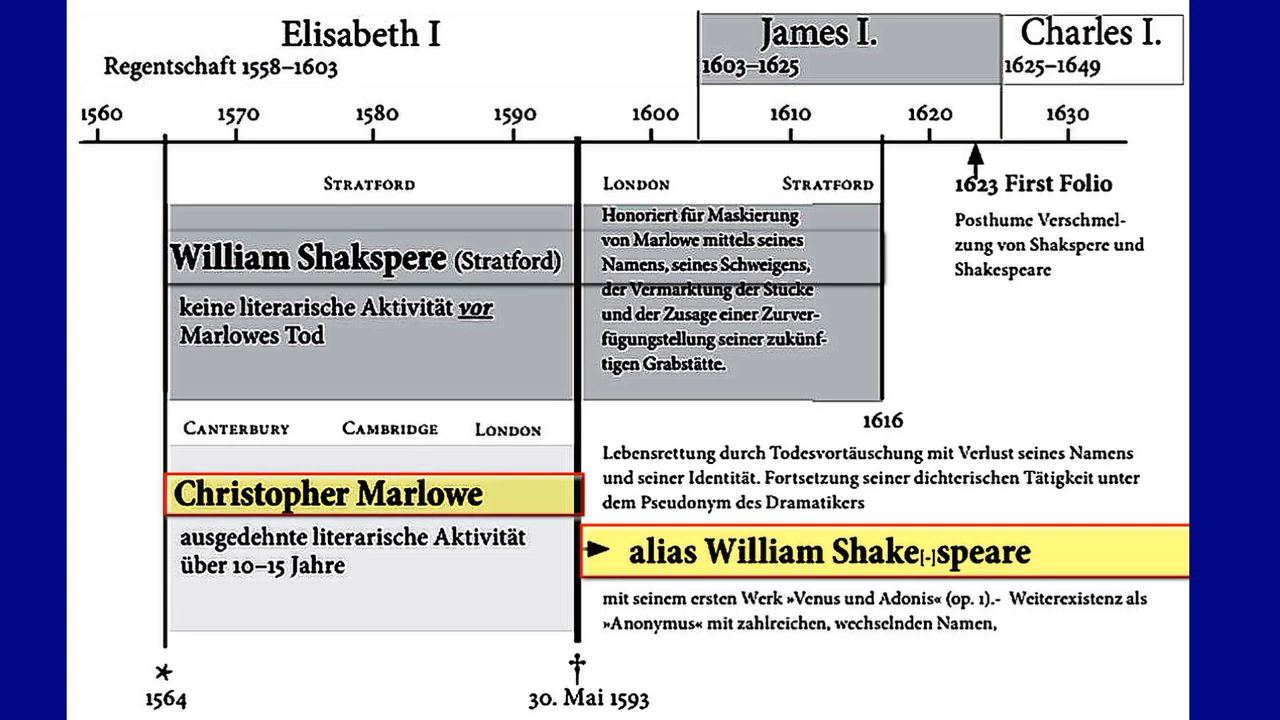 Elisabeth I
Regentschaft 1558–1603
James I.
1603–1625
Charles I.
1625–1649
1560 1570 1580 1590 1600 1610 1620 1630
STRATFORD
William Shakspere (Stratford)
keine literarische Aktivität vor
Marlowes Tod
LONDON STRATFORD
Honoriert für Maskierung
von Marlowe mittels seines
Namens, seines Schweigens,
der Vermarktung der Stücke
und der Zusage einer Zurver-
fügungstellung seiner zukünf-
tigen Grabstätte.
1616
1623 First Folio
Posthume Verschmel-
zung von Shakspere und
Shakespeare
CANTERBURY CAMBRIDGE LONDON
Christopher Marlowe
ausgedehnte literarische Aktivität
über 10–15 Jahre
Lebensrettung durch Todesvortäuschung mit Verlust seines Namens
und seiner Identität. Fortsetzung seiner dichterischen Tätigkeit unter
dem Pseudonym des Dramatikers
alias William Shake[-]speare
mit seinem ersten Werk »Venus und Adonis« (op. 1).- Weiterexistenz als
»Anonymus« mit zahlreichen, wechselnden Namen,
* †
1564 30. Mai 1593